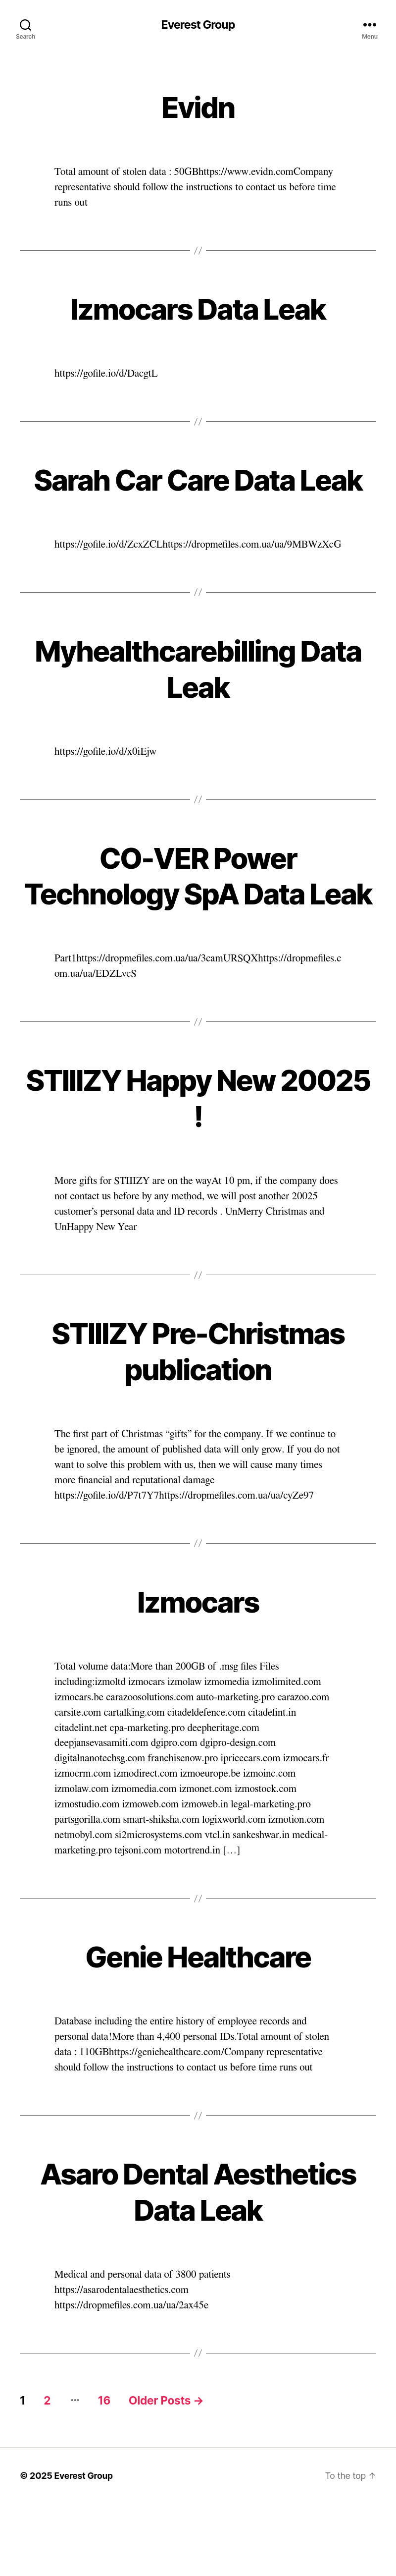 Everest Group
Search
Menu
Evidn
Total amount of stolen data : 50GBhttps://www.evidn.comCompany
representative should follow the instructions to contact us before time
runs out
//
Izmocars Data Leak
https://gofile.io/d/DacgtL
//
Sarah Car Care Data Leak
https://gofile.io/d/ZcxZCLhttps://dropmefiles.com.ua/ua/9MBWzXcG
//
Myhealthcarebilling Data
Leak
https://gofile.io/d/x0iEjw
//
CO-VER Power
Technology SpA Data Leak
Part1https://dropmefiles.com.ua/ua/3camURSQXhttps://dropmefiles.c
om.ua/ua/EDZLvcS
//
STIIIZY Happy New 20025
!
More gifts for STIIIZY are on the wayAt 10 pm, if the company does
not contact us before by any method, we will post another 20025
customer’s personal data and ID records . UnMerry Christmas and
UnHappy New Year
//
STIIIZY Pre-Christmas
publication
The first part of Christmas “gifts” for the company. If we continue to
be ignored, the amount of published data will only grow. If you do not
want to solve this problem with us, then we will cause many times
more financial and reputational damage
https://gofile.io/d/P7t7Y7https://dropmefiles.com.ua/ua/cyZe97
//
Izmocars
Total volume data:More than 200GB of .msg files Files
including:izmoltd izmocars izmolaw izmomedia izmolimited.com
izmocars.be carazoosolutions.com auto-marketing.pro carazoo.com
carsite.com cartalking.com citadeldefence.com citadelint.in
citadelint.net cpa-marketing.pro deepheritage.com
deepjansevasamiti.com dgipro.com dgipro-design.com
digitalnanotechsg.com franchisenow.pro ipricecars.com izmocars.fr
izmocrm.com izmodirect.com izmoeurope.be izmoinc.com
izmolaw.com izmomedia.com izmonet.com izmostock.com
izmostudio.com izmoweb.com izmoweb.in legal-marketing.pro
partsgorilla.com smart-shiksha.com logixworld.com izmotion.com
netmobyl.com si2microsystems.com vtcl.in sankeshwar.in medical-
marketing.pro tejsoni.com motortrend.in […]
//
Genie Healthcare
Database including the entire history of employee records and
personal data!More than 4,400 personal IDs.Total amount of stolen
data : 110GBhttps://geniehealthcare.com/Company representative
should follow the instructions to contact us before time runs out
//
Asaro Dental Aesthetics
Data Leak
Medical and personal data of 3800 patients
https://asarodentalaesthetics.com
https://dropmefiles.com.ua/ua/2ax45e
//
1 2 … 16 Older Posts →
© 2025 Everest Group
To the top ↑